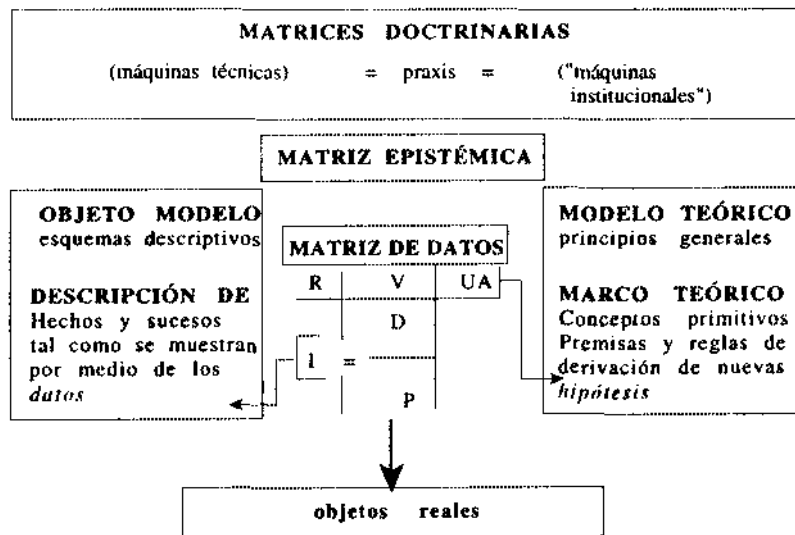 MATRICES DOCTRINARIAS
(máquinas técnicas) = praxis = ("máquinas
institucionales")
MATRIZ EPISTÉMICA
OBJETO MODELO
esquemas descriptivos
DESCRIPCIÓN DE
Hechos y sucesos
tal como se muestran
por medio de los
datos
MATRIZ DE DATOS
R V UA
D
I =
P
MODELO TEÓRICO
principios generales
MARCO TEÓRICO
Conceptos primitivos
Premisas y reglas de
derivación de nuevas
hipótesis
objetos reales